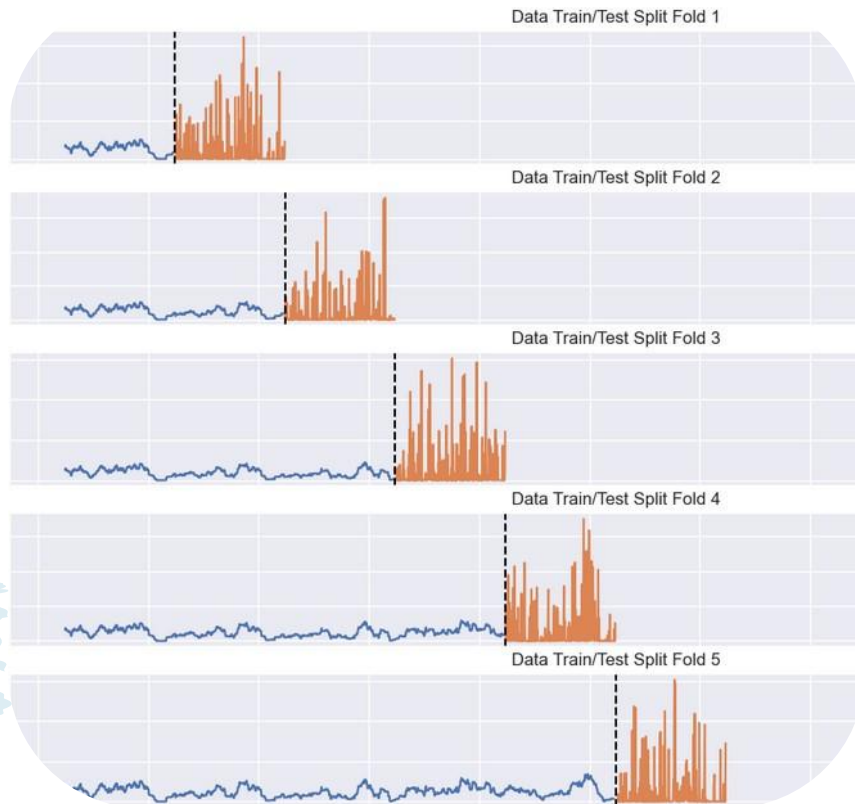 Data Train/Test Split Fold 1
Data Train/Test Split Fold 2
Data Train/Test Split Fold 3
Data Train/Test Split Fold 4
Data Train/Test Split Fold 5